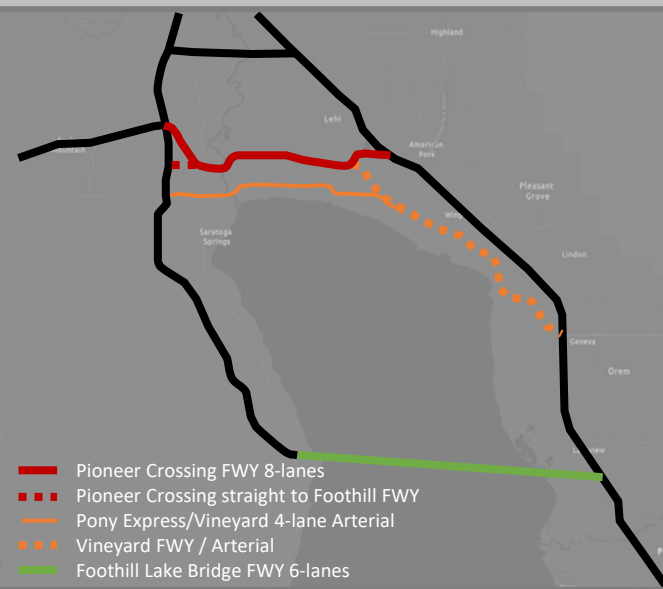 Highland
Lehi
American
Fork
Mountain
Pleasant
Grove
Saratoga
Springs
Lindon
Geneva
Orem
Pioneer Crossing FWY 8-lanes
Pioneer Crossing straight to Foothill FWY
Pony Express/Vineyard 4-lane Arterial
Vineyard FWY / Arterial
Foothill Lake Bridge FWY 6-lanes